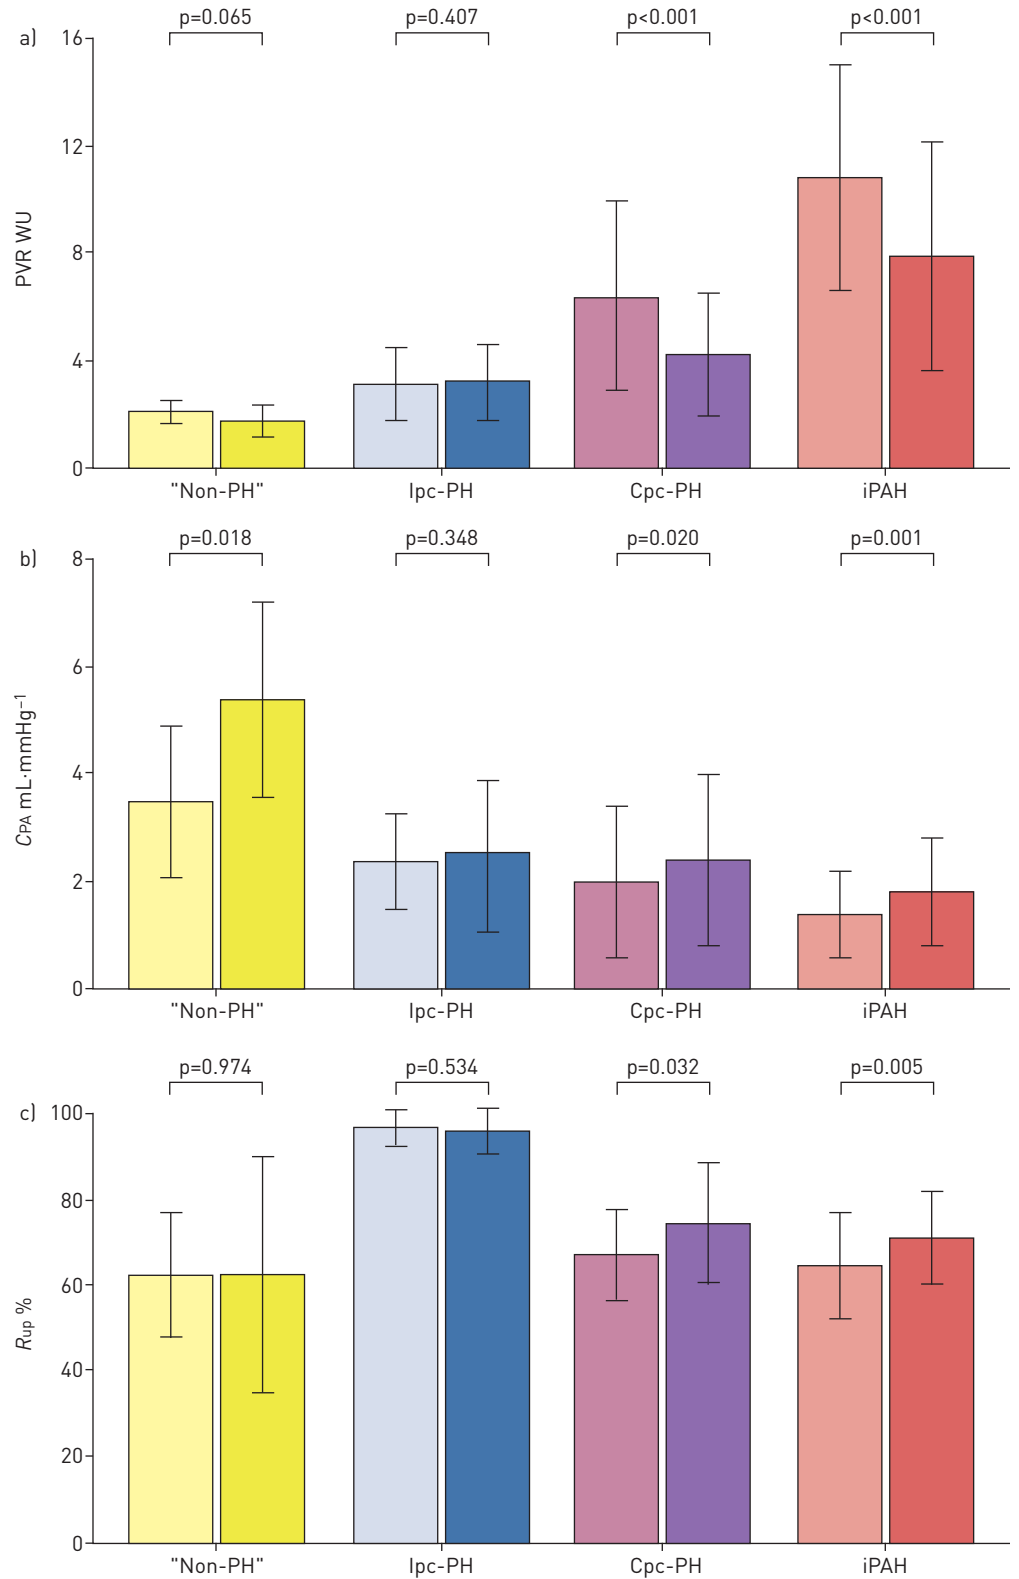 a)
p=0.065 p=0.407 p<0.001 p<0.001
16
12
8
4
0
PVR WU
"Non-PH" Ipc-PH Cpc-PH iPAH
b)
p=0.018 p=0.348 p=0.020 p=0.001
8
6
4
2
0
CPA mL·mmHg⁻¹
"Non-PH" Ipc-PH Cpc-PH iPAH
c)
p=0.974 p=0.534 p=0.032 p=0.005
100
80
60
40
20
0
Rup %
"Non-PH" Ipc-PH Cpc-PH iPAH